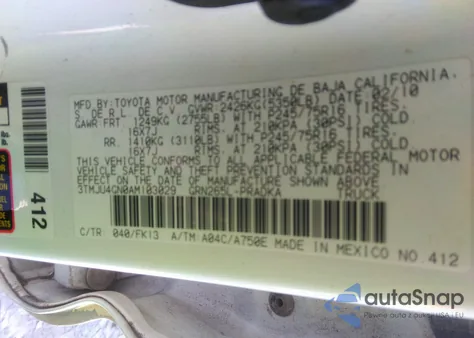 MFD BY: TOYOTA MOTOR MANUFACTURING DE BAJA CALIFORNIA.
S. DE R.L. DE C.V. GVWR 2426KG(5350LB) DATE: 02/10
GAWR FRT. 1249KG (2755LB) WITH P245/75R16 TIRES.
16X7J RIMS. AT 210KPA (30PSI) COLD
RR. 1410KG (3110LB) WITH P245/75R16 TIRES.
16X7J RIMS. AT 210KPA (30PSI) COLD
THIS VEHICLE CONFORMS TO ALL APPLICABLE FEDERAL MOTOR
VEHICLE SAFETY AND THEFT PREVENTION STANDARDS IN EFFECT
ON THE DATE OF MANUFACTURE SHOWN ABOVE.
3TMJU4GN0AM103029 GRN265L-PRADKA TRUCK
C/TR: 040/FK13 A/TM: A04C/A750E MADE IN MEXICO NO. 412
412
lbs.
autoSnap